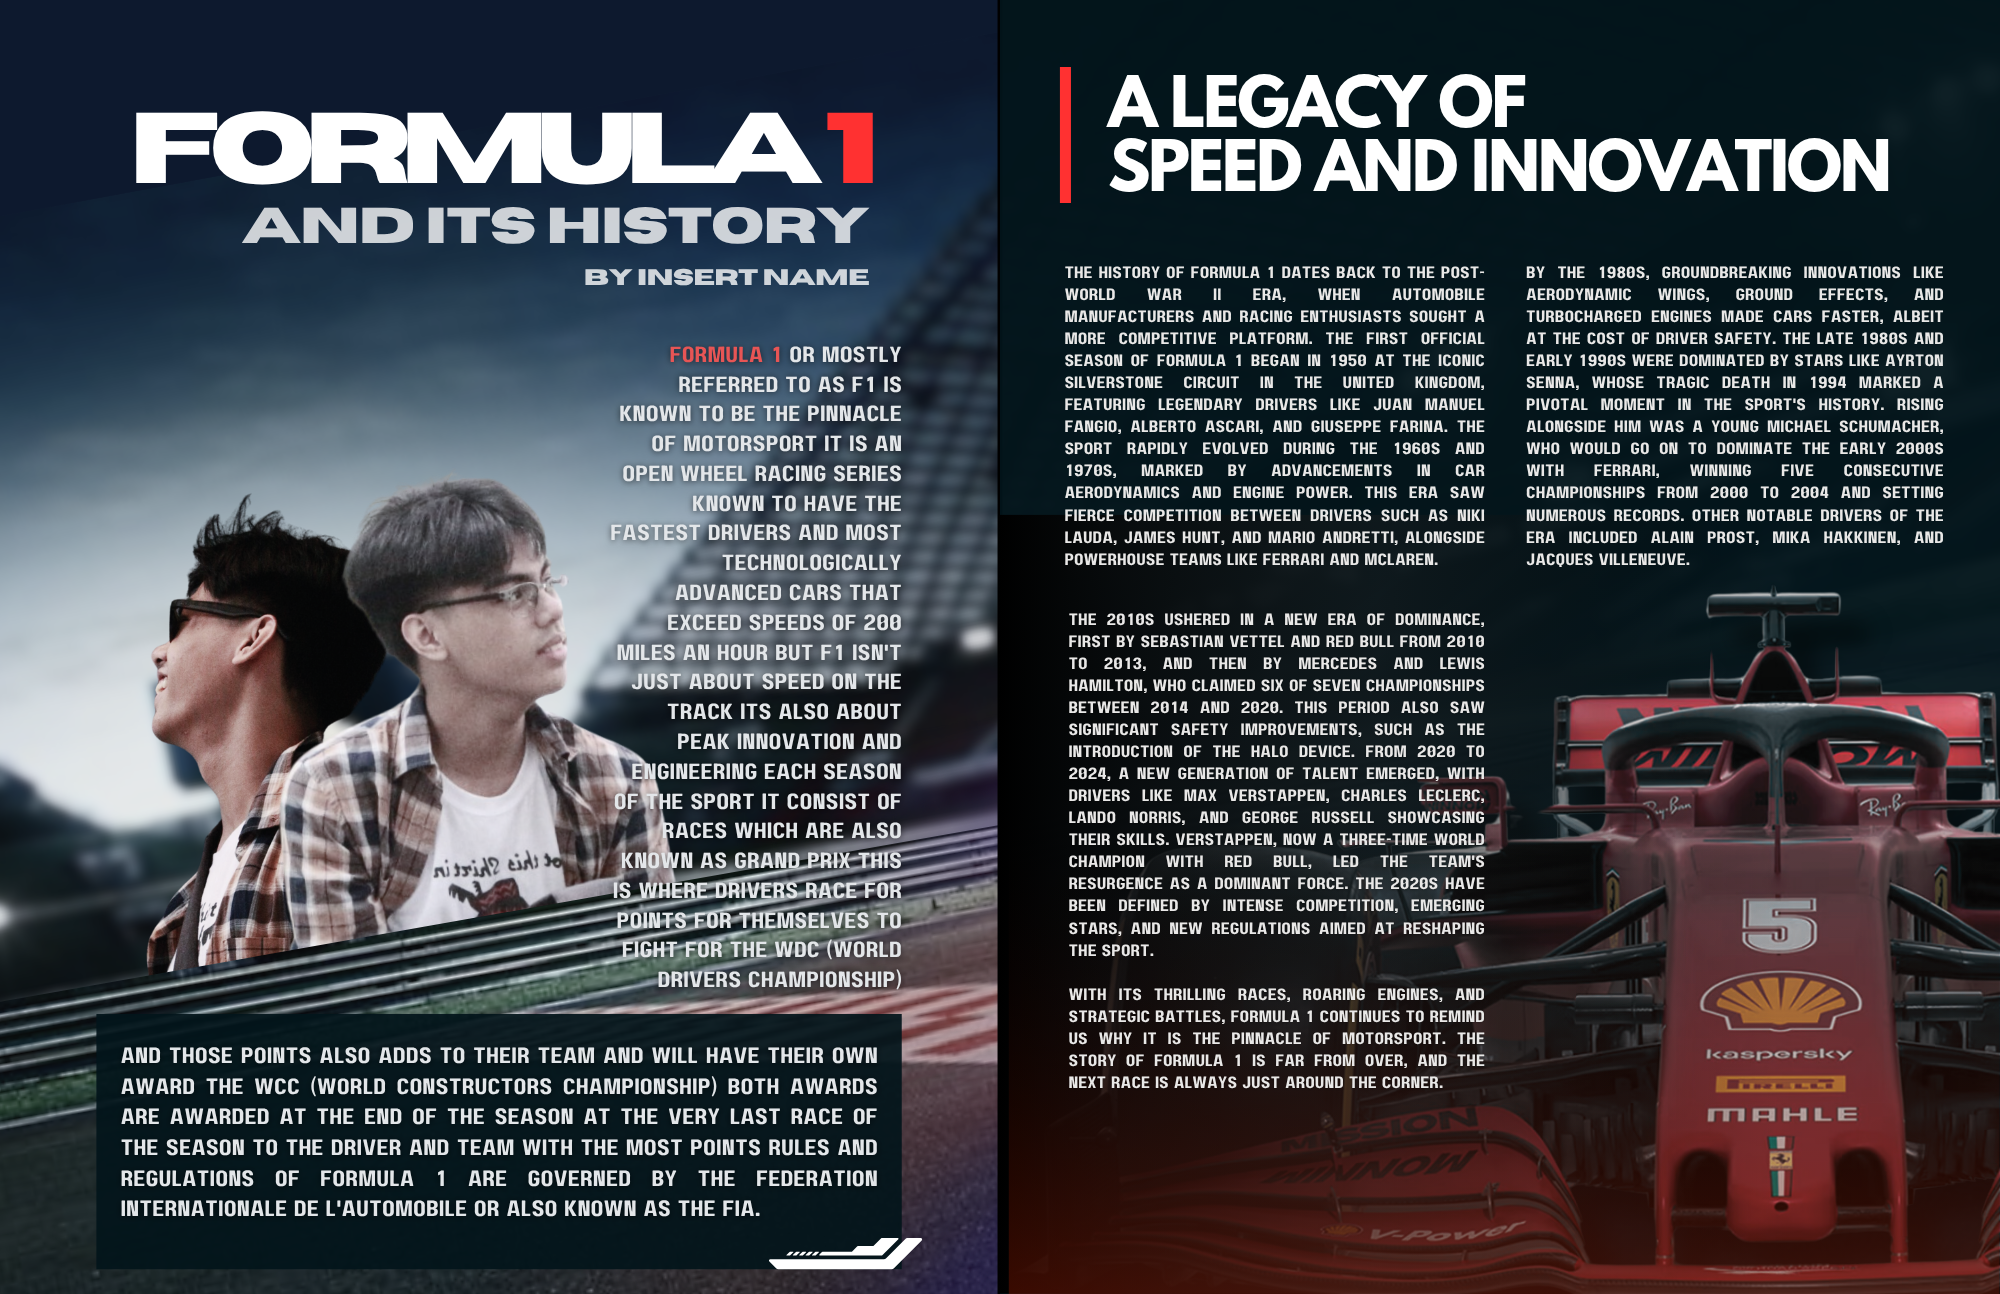 FORMULA 1
AND ITS HISTORY
BY INSERT NAME
FORMULA 1 OR MOSTLY
REFERRED TO AS F1 IS
KNOWN TO BE THE PINNACLE
OF MOTORSPORT IT IS AN
OPEN WHEEL RACING SERIES
KNOWN TO HAVE THE
FASTEST DRIVERS AND MOST
TECHNOLOGICALLY
ADVANCED CARS THAT
EXCEED SPEEDS OF 200
MILES AN HOUR BUT F1 ISN'T
JUST ABOUT SPEED ON THE
TRACK ITS ALSO ABOUT
PEAK INNOVATION AND
ENGINEERING EACH SEASON
OF THE SPORT IT CONSIST OF
RACES WHICH ARE ALSO
KNOWN AS GRAND PRIX THIS
IS WHERE DRIVERS RACE FOR
POINTS FOR THEMSELVES TO
FIGHT FOR THE WDC (WORLD
DRIVERS CHAMPIONSHIP)
AND THOSE POINTS ALSO ADDS TO THEIR TEAM AND WILL HAVE THEIR OWN
AWARD THE WCC (WORLD CONSTRUCTORS CHAMPIONSHIP) BOTH AWARDS
ARE AWARDED AT THE END OF THE SEASON AT THE VERY LAST RACE OF
THE SEASON TO THE DRIVER AND TEAM WITH THE MOST POINTS RULES AND
REGULATIONS OF FORMULA 1 ARE GOVERNED BY THE FEDERATION
INTERNATIONALE DE L'AUTOMOBILE OR ALSO KNOWN AS THE FIA.
A LEGACY OF
SPEED AND INNOVATION
THE HISTORY OF FORMULA 1 DATES BACK TO THE POST-
WORLD WAR II ERA, WHEN AUTOMOBILE
MANUFACTURERS AND RACING ENTHUSIASTS SOUGHT A
MORE COMPETITIVE PLATFORM. THE FIRST OFFICIAL
SEASON OF FORMULA 1 BEGAN IN 1950 AT THE ICONIC
SILVERSTONE CIRCUIT IN THE UNITED KINGDOM,
FEATURING LEGENDARY DRIVERS LIKE JUAN MANUEL
FANGIO, ALBERTO ASCARI, AND GIUSEPPE FARINA. THE
SPORT RAPIDLY EVOLVED DURING THE 1960S AND
1970S, MARKED BY ADVANCEMENTS IN CAR
AERODYNAMICS AND ENGINE POWER. THIS ERA SAW
FIERCE COMPETITION BETWEEN DRIVERS SUCH AS NIKI
LAUDA, JAMES HUNT, AND MARIO ANDRETTI, ALONGSIDE
POWERHOUSE TEAMS LIKE FERRARI AND MCLAREN.
BY THE 1980S, GROUNDBREAKING INNOVATIONS LIKE
AERODYNAMIC WINGS, GROUND EFFECTS, AND
TURBOCHARGED ENGINES MADE CARS FASTER, ALBEIT
AT THE COST OF DRIVER SAFETY. THE LATE 1980S AND
EARLY 1990S WERE DOMINATED BY STARS LIKE AYRTON
SENNA, WHOSE TRAGIC DEATH IN 1994 MARKED A
PIVOTAL MOMENT IN THE SPORT'S HISTORY. RISING
ALONGSIDE HIM WAS A YOUNG MICHAEL SCHUMACHER,
WHO WOULD GO ON TO DOMINATE THE EARLY 2000S
WITH FERRARI, WINNING FIVE CONSECUTIVE
CHAMPIONSHIPS FROM 2000 TO 2004 AND SETTING
NUMEROUS RECORDS. OTHER NOTABLE DRIVERS OF THE
ERA INCLUDED ALAIN PROST, MIKA HAKKINEN, AND
JACQUES VILLENEUVE.
THE 2010S USHERED IN A NEW ERA OF DOMINANCE,
FIRST BY SEBASTIAN VETTEL AND RED BULL FROM 2010
TO 2013, AND THEN BY MERCEDES AND LEWIS
HAMILTON, WHO CLAIMED SIX OF SEVEN CHAMPIONSHIPS
BETWEEN 2014 AND 2020. THIS PERIOD ALSO SAW
SIGNIFICANT SAFETY IMPROVEMENTS, SUCH AS THE
INTRODUCTION OF THE HALO DEVICE. FROM 2020 TO
2024, A NEW GENERATION OF TALENT EMERGED, WITH
DRIVERS LIKE MAX VERSTAPPEN, CHARLES LECLERC,
LANDO NORRIS, AND GEORGE RUSSELL SHOWCASING
THEIR SKILLS. VERSTAPPEN, NOW A THREE-TIME WORLD
CHAMPION WITH RED BULL, LED THE TEAM'S
RESURGENCE AS A DOMINANT FORCE. THE 2020S HAVE
BEEN DEFINED BY INTENSE COMPETITION, EMERGING
STARS, AND NEW REGULATIONS AIMED AT RESHAPING
THE SPORT.
WITH ITS THRILLING RACES, ROARING ENGINES, AND
STRATEGIC BATTLES, FORMULA 1 CONTINUES TO REMIND
US WHY IT IS THE PINNACLE OF MOTORSPORT. THE
STORY OF FORMULA 1 IS FAR FROM OVER, AND THE
NEXT RACE IS ALWAYS JUST AROUND THE CORNER.
Ray-Ban
Ray-Ban
5
kaspersky
PIRELLI
MAHLE
MISSION
WINNOW
V-Power